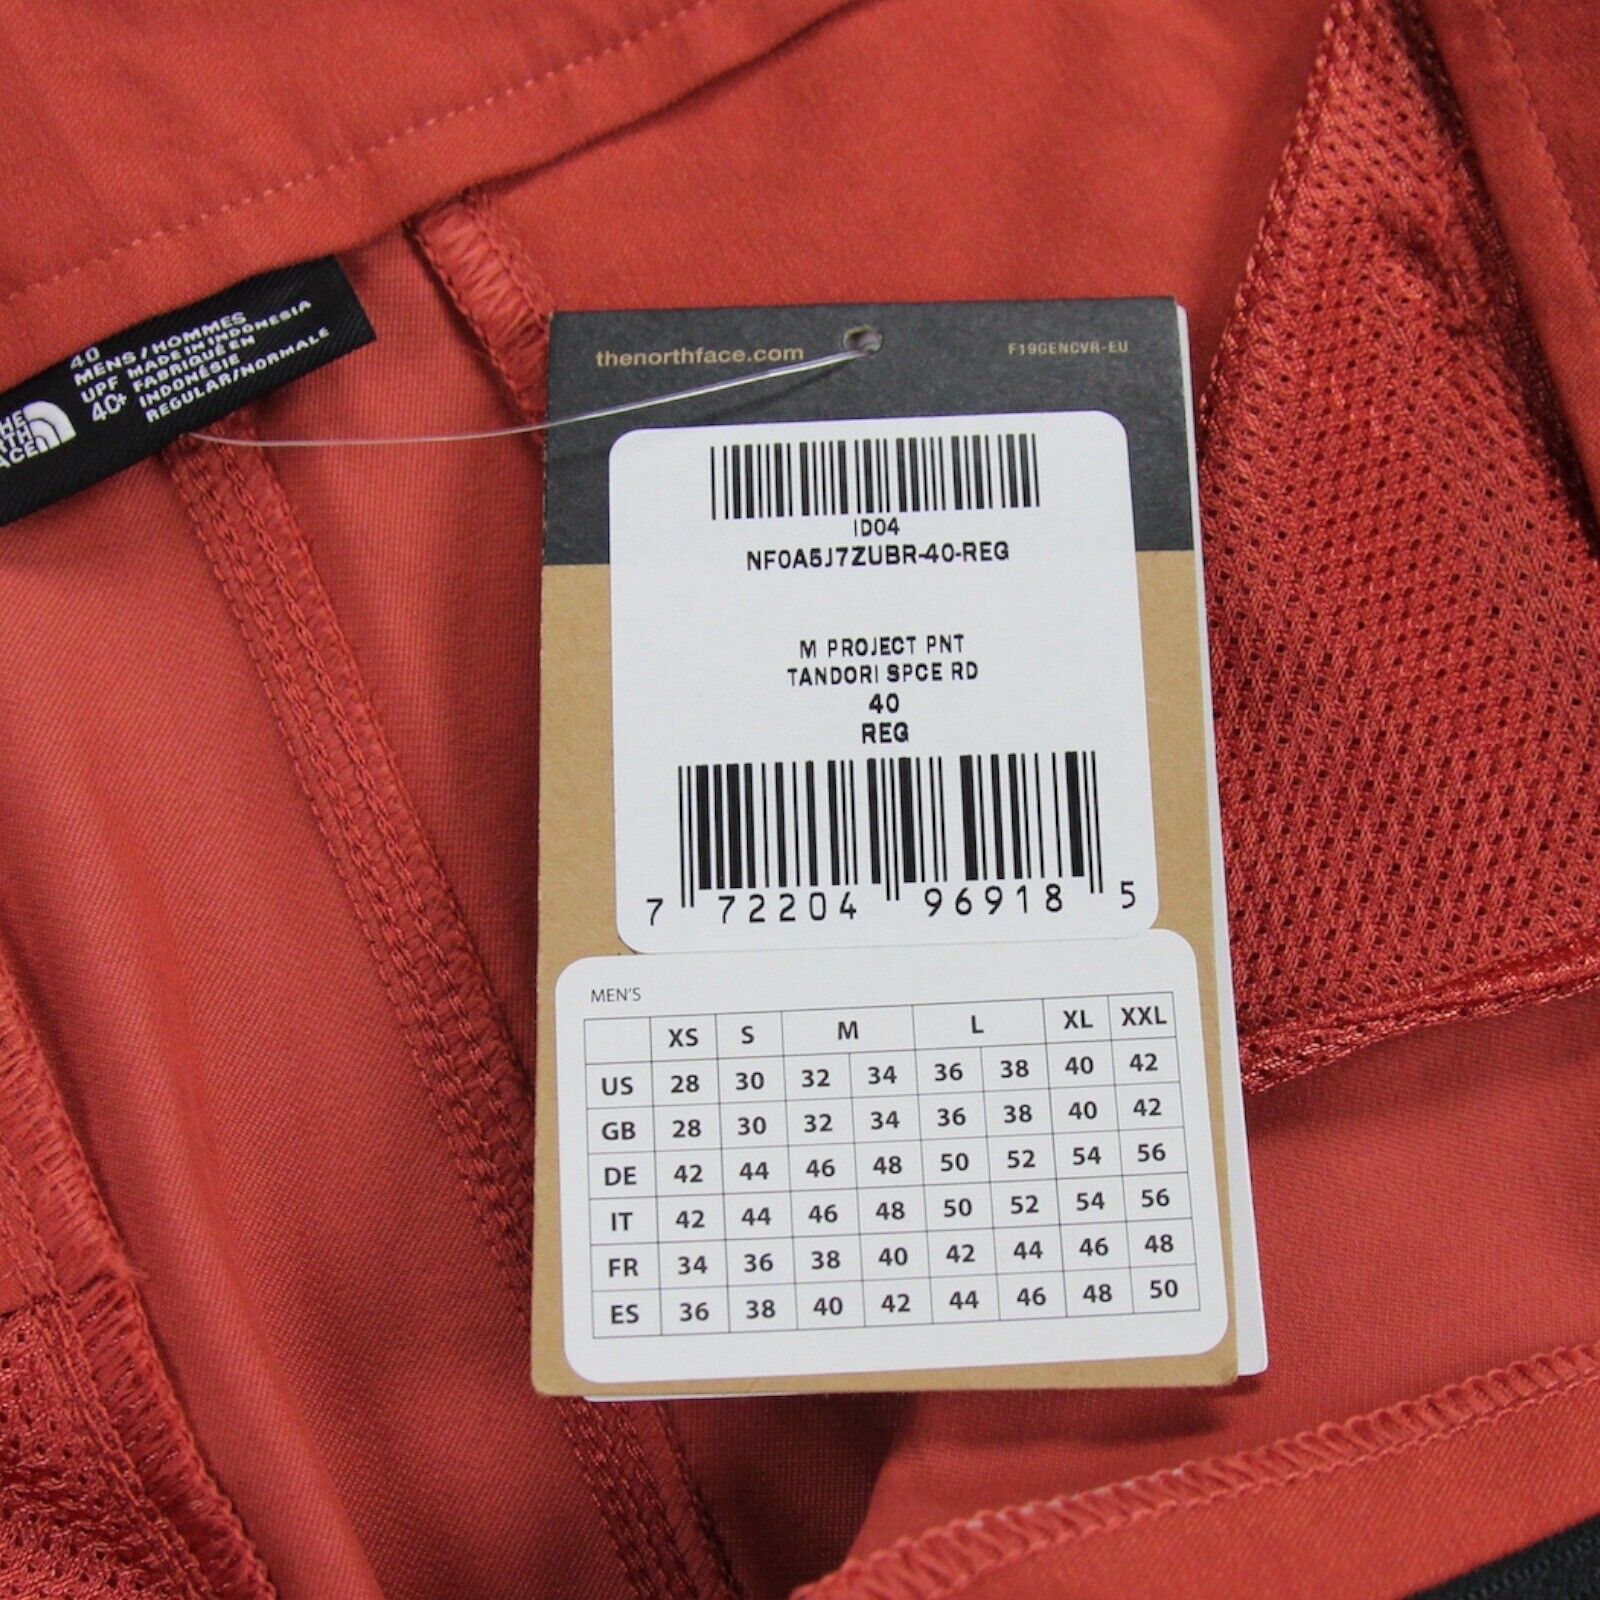 40
MENS / HOMMES
UPF MADE IN INDONESIA
40+ FABRIQUÉ EN
INDONÉSIE
REGULAR/NORMALE
THE
NORTH
FACE
thenorthface.com
F19GENCVR-EU
ID04
NF0A5J7ZUBR-40-REG
M PROJECT PNT
TANDORI SPCE RD
40
REG
7 72204 96918 5
MEN'S
XS S M L XL XXL
US 28 30 32 34 36 38 40 42
GB 28 30 32 34 36 38 40 42
DE 42 44 46 48 50 52 54 56
IT 42 44 46 48 50 52 54 56
FR 34 36 38 40 42 44 46 48
ES 36 38 40 42 44 46 48 50